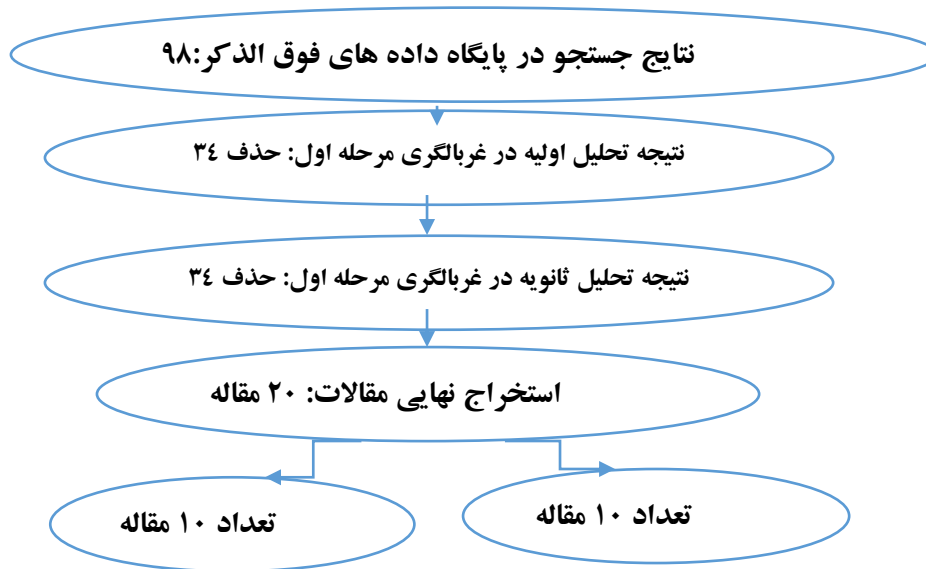 نتایج جستجو در پایگاه داده های فوق الذکر:۹۸
نتیجه تحلیل اولیه در غربالگری مرحله اول: حذف ۳٤
نتیجه تحلیل ثانویه در غربالگری مرحله اول: حذف ۳٤
استخراج نهایی مقالات: ۲۰ مقاله
تعداد ۱۰ مقاله
تعداد ۱۰ مقاله